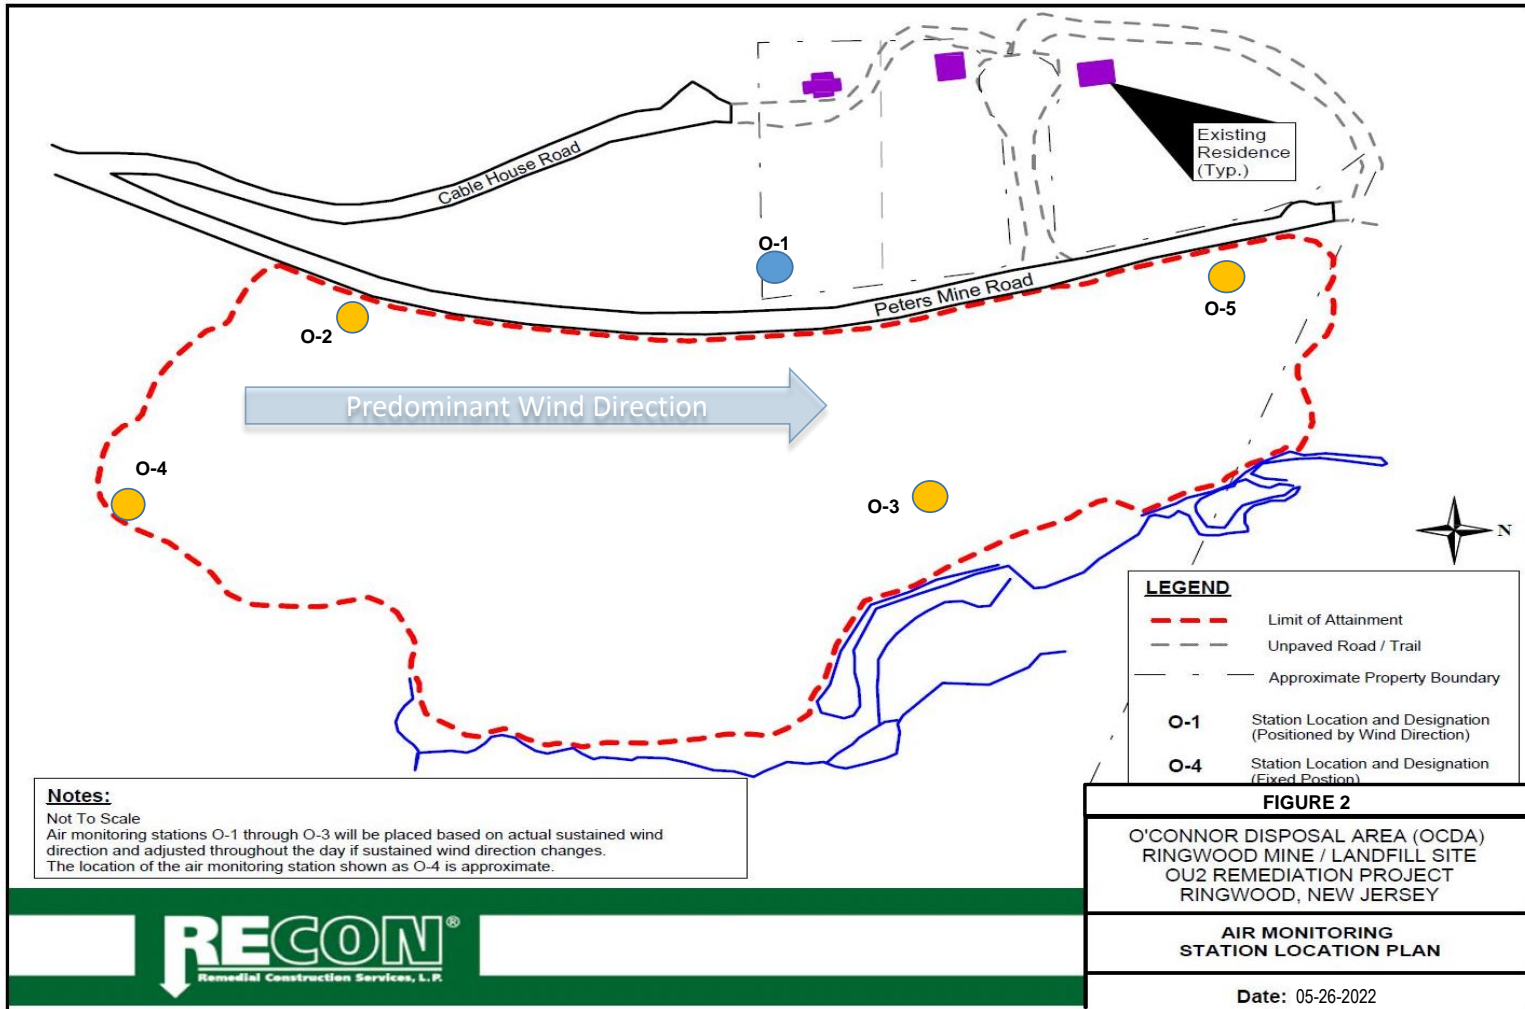 Existing
Residence
(Typ.)
Cable House Road
O-1
Peters Mine Road
O-5
O-2
Predominant Wind Direction
O-4
O-3
N
LEGEND
Limit of Attainment
Unpaved Road / Trail
Approximate Property Boundary
O-1
Station Location and Designation
(Positioned by Wind Direction)
O-4
Station Location and Designation
(Fixed Postion)
Notes:
Not To Scale
Air monitoring stations O-1 through O-3 will be placed based on actual sustained wind
direction and adjusted throughout the day if sustained wind direction changes.
The location of the air monitoring station shown as O-4 is approximate.
FIGURE 2
O'CONNOR DISPOSAL AREA (OCDA)
RINGWOOD MINE / LANDFILL SITE
OU2 REMEDIATION PROJECT
RINGWOOD, NEW JERSEY
AIR MONITORING
STATION LOCATION PLAN
Date: 05-26-2022
RECON®
Remedial Construction Services, L.P.